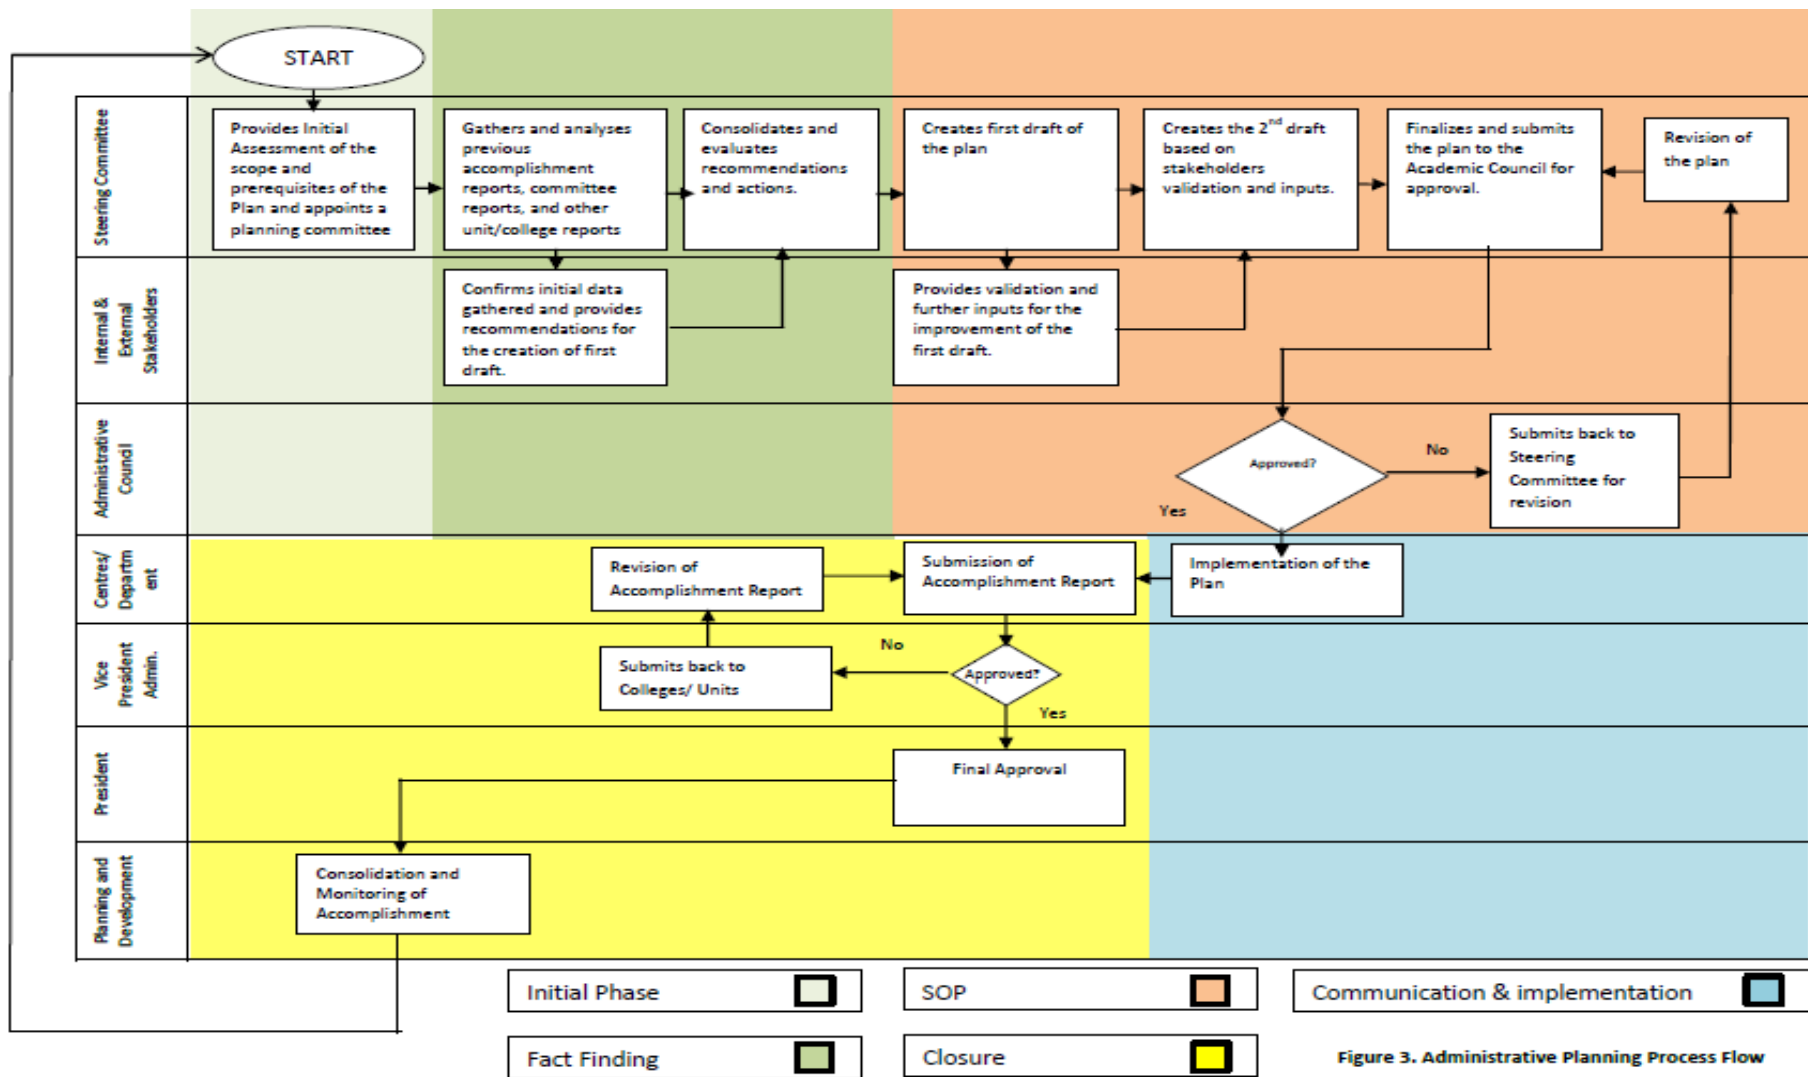 START
Steering Committee
Provides Initial
Assessment of the
scope and
prerequisites of the
Plan and appoints a
planning committee
Gathers and analyses
previous
accomplishment
reports, committee
reports, and other
unit/college reports
Consolidates and
evaluates
recommendations
and actions.
Creates first draft of
the plan
Creates the 2nd draft
based on
stakeholders
validation and inputs.
Finalizes and submits
the plan to the
Academic Council for
approval.
Revision of
the plan
Internal &
External
Stakeholders
Confirms initial data
gathered and provides
recommendations for
the creation of first
draft.
Provides validation and
further inputs for the
improvement of the
first draft.
Administrative
Council
Approved?
No
Yes
Submits back to
Steering
Committee for
revision
Centres/
Departm
ent
Revision of
Accomplishment Report
Submission of
Accomplishment Report
Implementation of the
Plan
Vice
President
Admin.
Submits back to
Colleges/ Units
No
Approved?
Yes
President
Final Approval
Planning and
Development
Consolidation and
Monitoring of
Accomplishment
Initial Phase
SOP
Communication & implementation
Fact Finding
Closure
Figure 3. Administrative Planning Process Flow